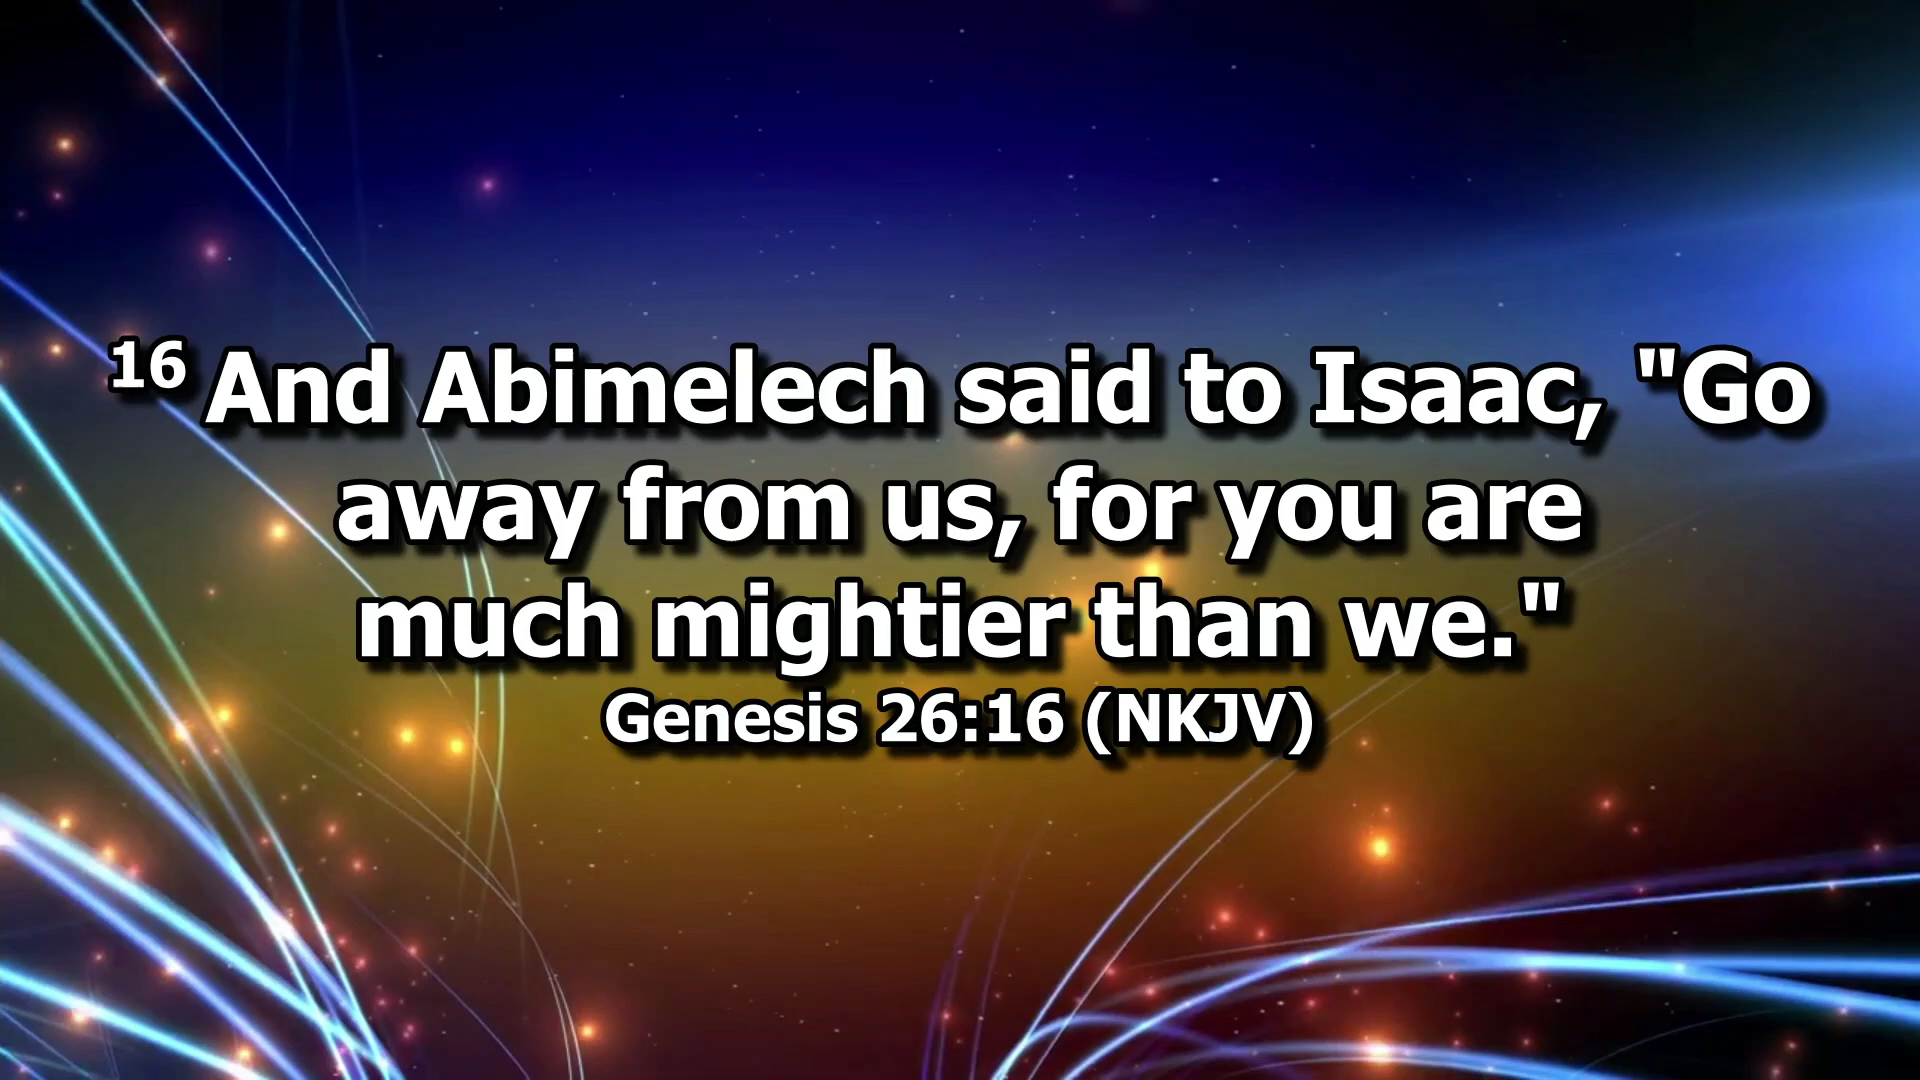 16 And Abimelech said to Isaac, "Go
away from us, for you are
much mightier than we."
Genesis 26:16 (NKJV)